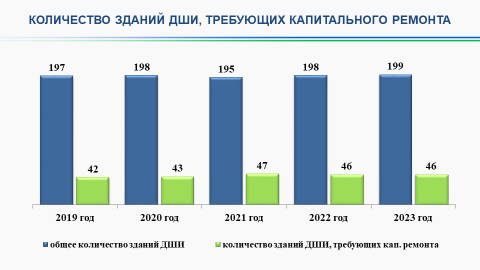 КОЛИЧЕСТВО ЗДАНИЙ ДШИ, ТРЕБУЮЩИХ КАПИТАЛЬНОГО РЕМОНТА
197 42 198 43 195 47 198 46 199 46
2019 год 2020 год 2021 год 2022 год 2023 год
общее количество зданий ДШИ количество зданий ДШИ, требующих кап. ремонта